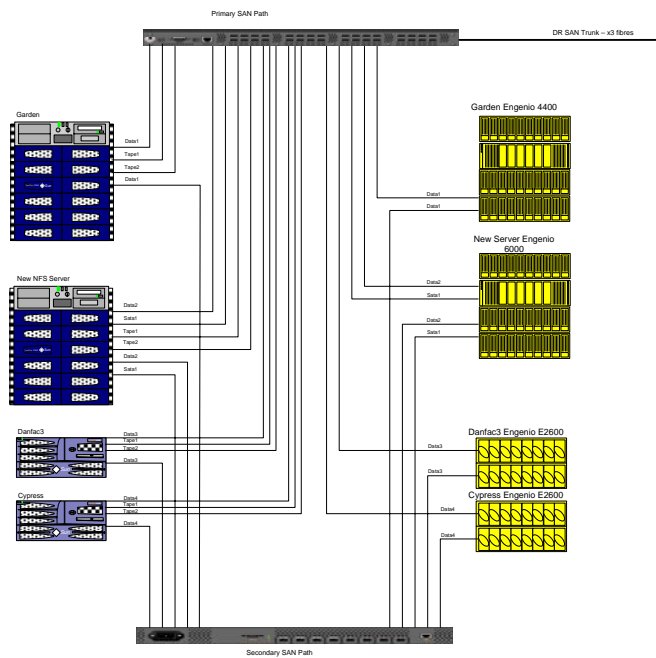 Primary SAN Path
DR SAN Trunk – x3 fibres
Garden
Data1
Tape1
Tape2
Data1
Garden Engenio 4400
Data1
Data1
New Server Engenio
6000
Data2
Sata1
Data2
Sata1
New NFS Server
Data2
Sata1
Tape1
Tape2
Data2
Sata1
Danfac3
Data3
Tape1
Tape2
Data3
Danfac3 Engenio E2600
Data3
Data3
Cypress
Data4
Tape1
Tape2
Data4
Cypress Engenio E2600
Data4
Data4
Secondary SAN Path